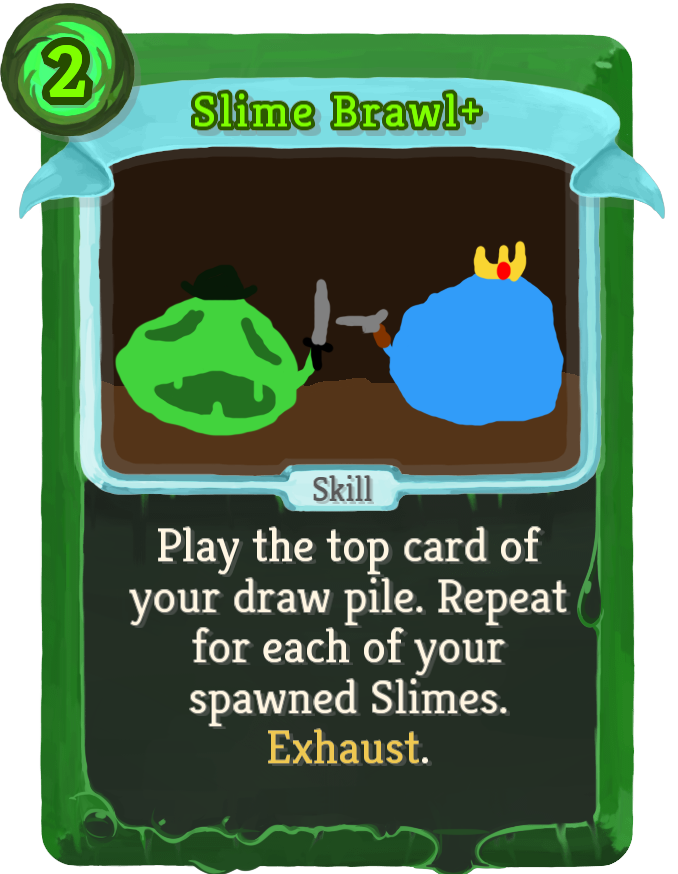 2
Slime Brawl+
Skill
Play the top card of
your draw pile. Repeat
for each of your
spawned Slimes.
Exhaust.